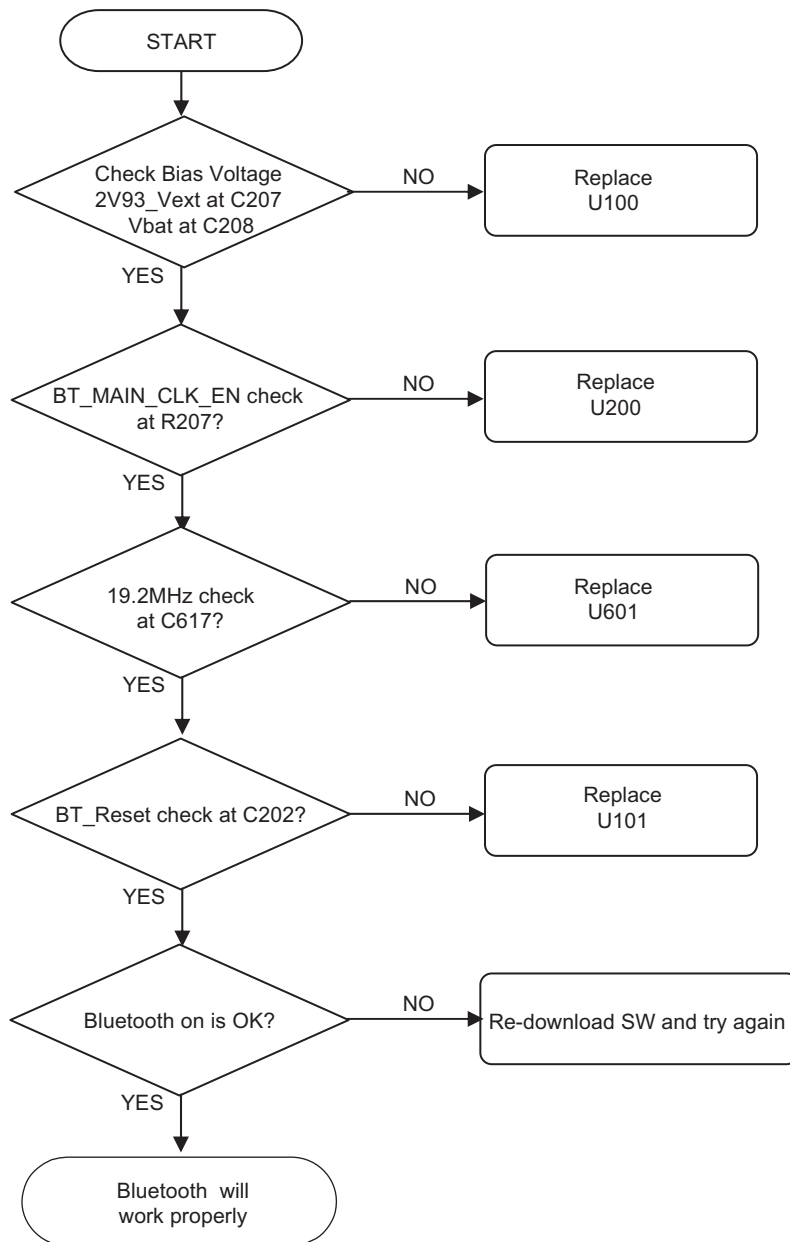 START
Check Bias Voltage
2V93_Vext at C207
Vbat at C208
NO
Replace
U100
YES
BT_MAIN_CLK_EN check
at R207?
NO
Replace
U200
YES
19.2MHz check
at C617?
NO
Replace
U601
YES
BT_Reset check at C202?
NO
Replace
U101
YES
Bluetooth on is OK?
NO
Re-download SW and try again
YES
Bluetooth will
work properly